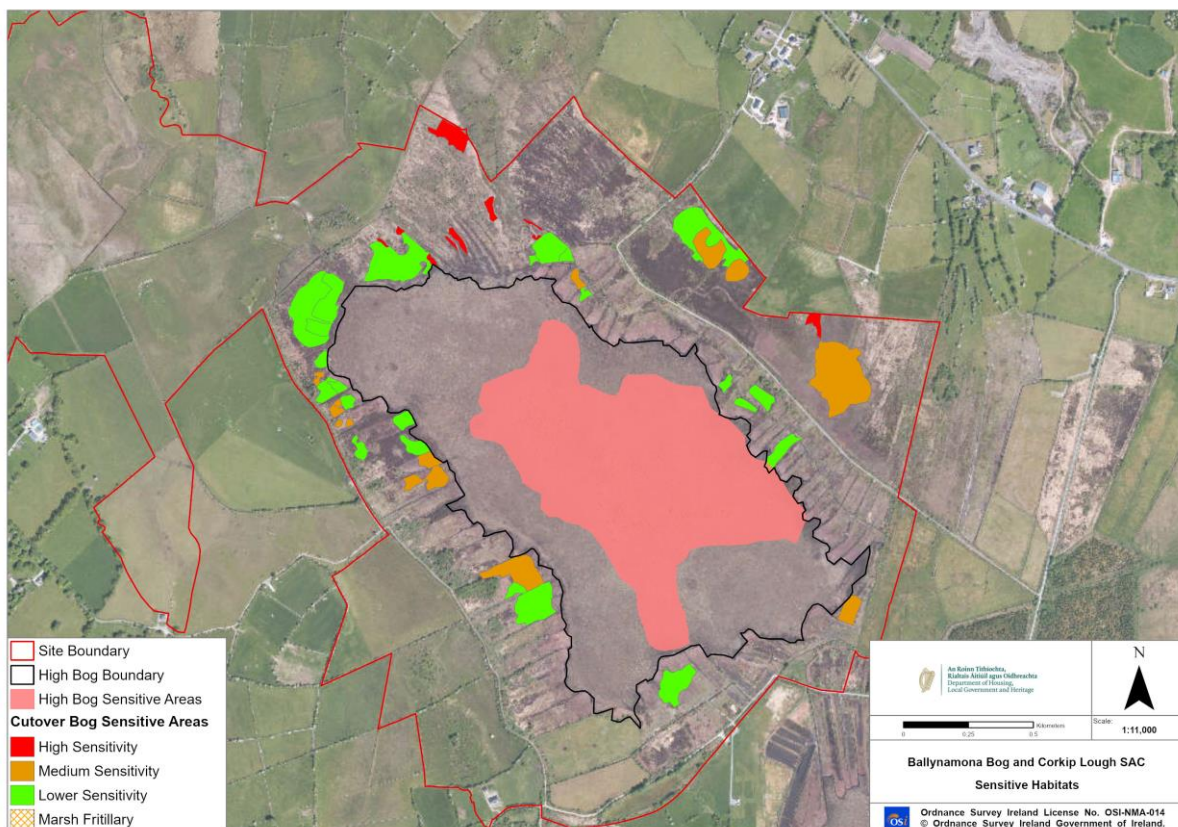 Site Boundary
High Bog Boundary
High Bog Sensitive Areas
Cutover Bog Sensitive Areas
High Sensitivity
Medium Sensitivity
Lower Sensitivity
Marsh Fritillary
An Roinn Tithíochta,
Rialtais Áitiúil agus Oidhreachta
Department of Housing,
Local Government and Heritage
N
Kilometers
0 0.25 0.5
Scale:
1:11,000
Ballynamona Bog and Corkip Lough SAC
Sensitive Habitats
OSi
Ordnance Survey Ireland License No. OSI-NMA-014
© Ordnance Survey Ireland Government of Ireland.